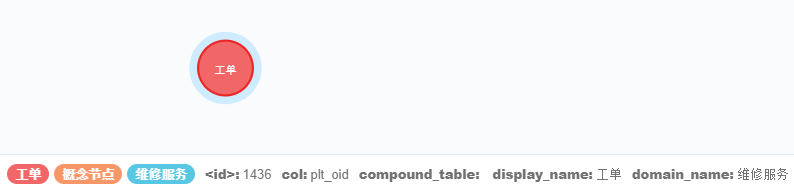 工单
工单 概念节点 维修服务 <id>: 1436 col: plt_oid compound_table: display_name: 工单 domain_name: 维修服务